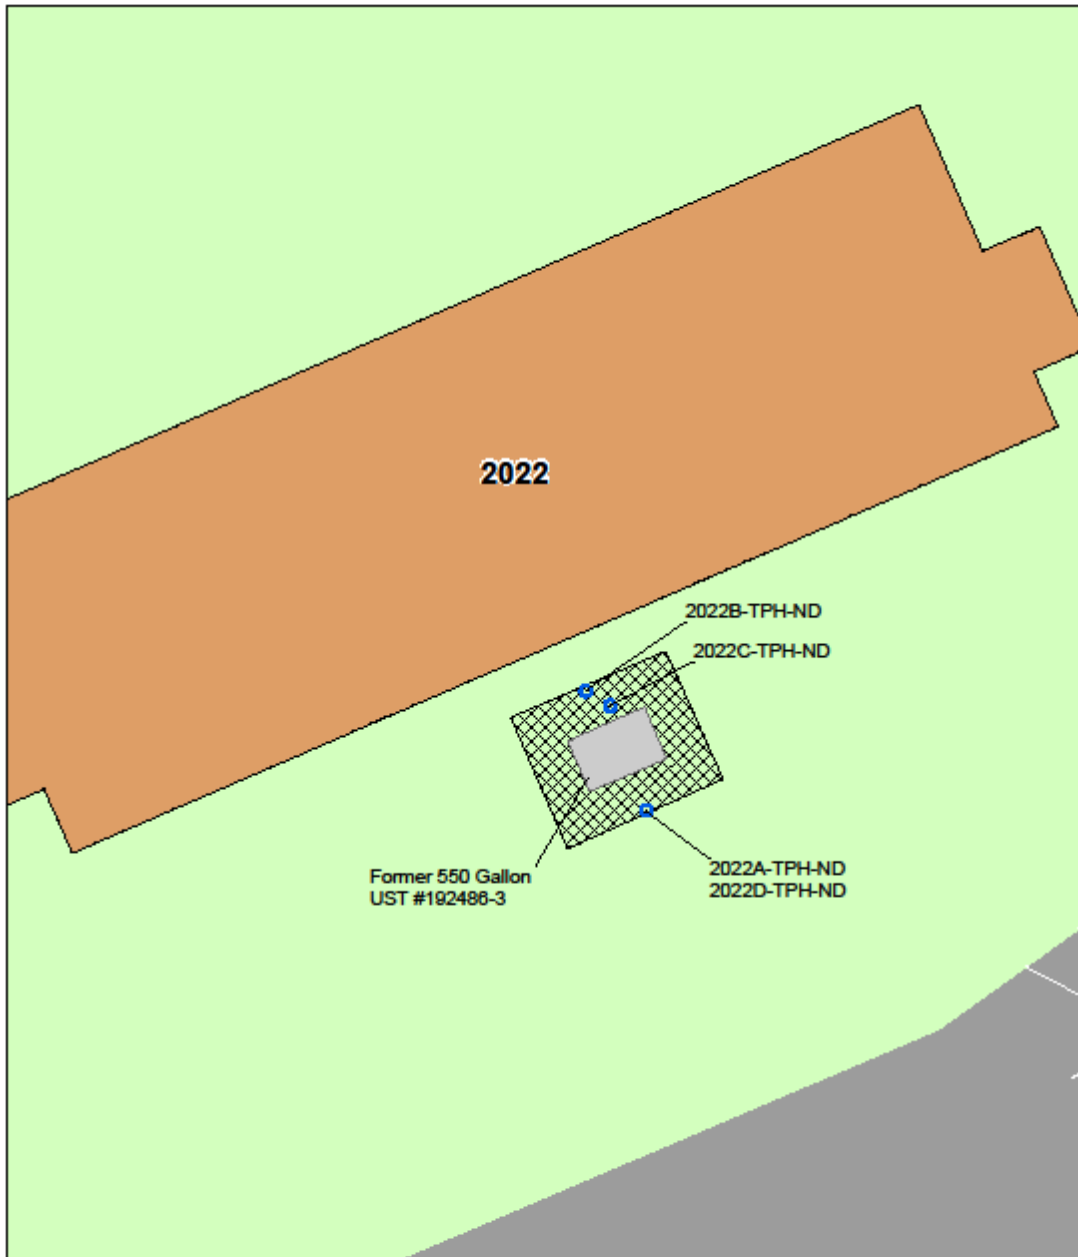 2022
2022B-TPH-ND
2022C-TPH-ND
Former 550 Gallon
UST #192486-3
2022A-TPH-ND
2022D-TPH-ND